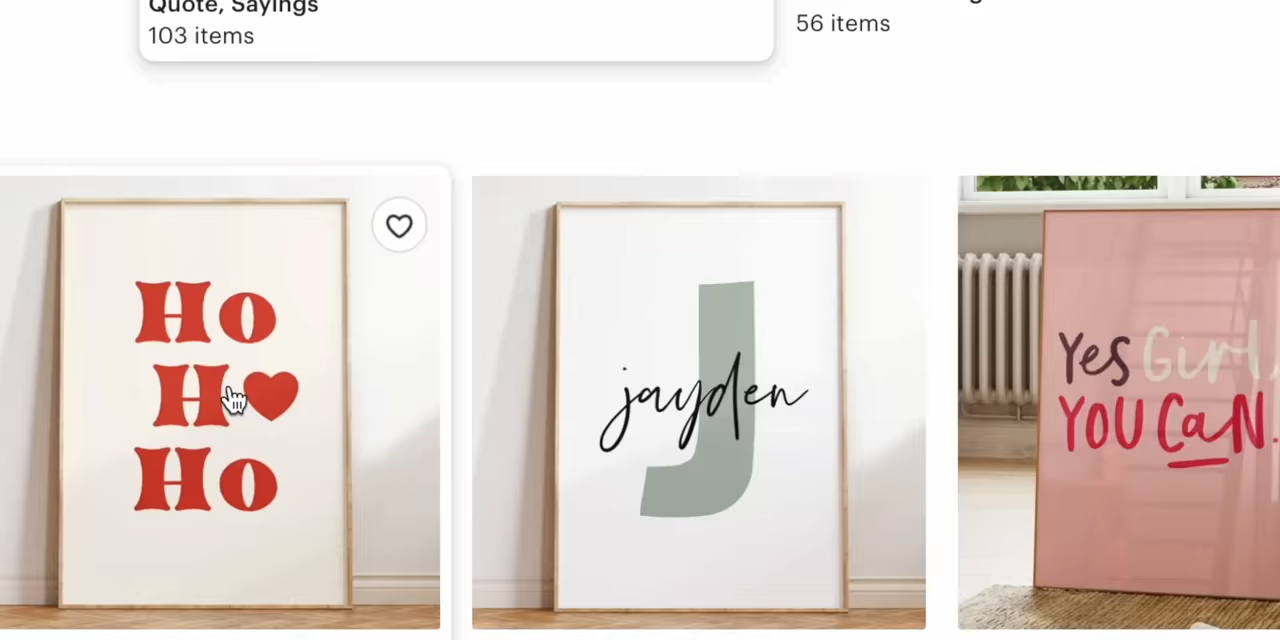 Quote, Sayings
103 items
56 items
Ho
H♥
Ho
jayden
J
Yes Girl,
YOU CaN.